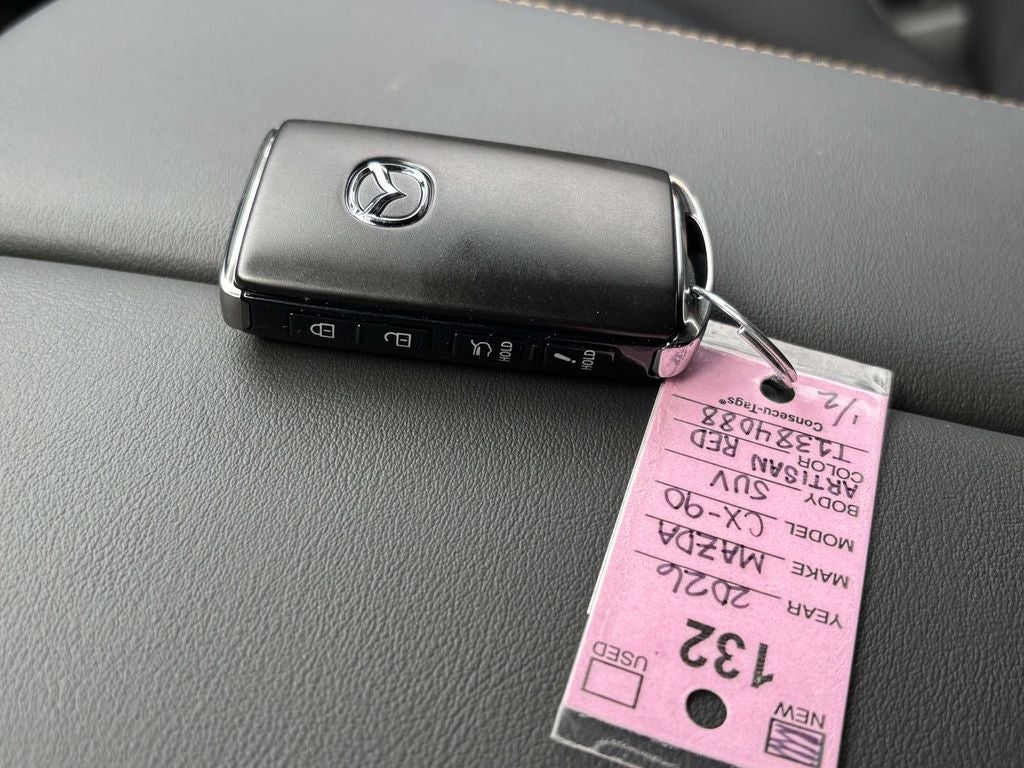 HOLD
HOLD
NEW
USED
132
YEAR 2026
MAKE MAZDA
MODEL CX-90
BODY SUV
COLOR ARTISAN RED
T1384088
Consecu-Tags®
1/2